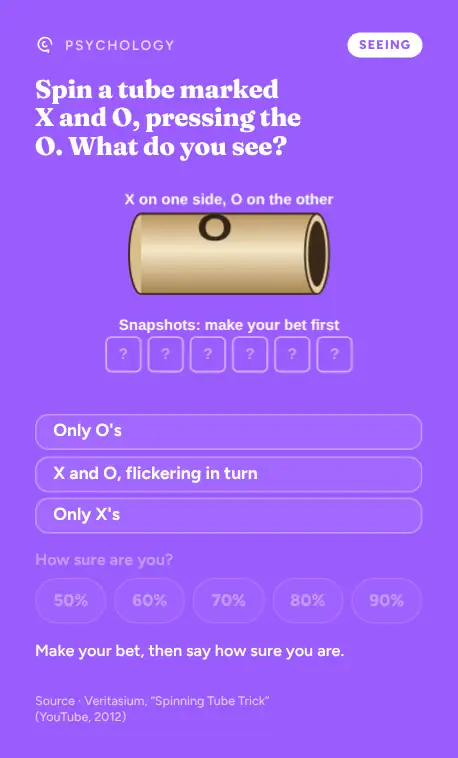 PSYCHOLOGY
SEEING
Spin a tube marked
X and O, pressing the
O. What do you see?
X on one side, O on the other
O
Snapshots: make your bet first
? ? ? ? ? ?
Only O's
X and O, flickering in turn
Only X's
How sure are you?
50% 60% 70% 80% 90%
Make your bet, then say how sure you are.
Source · Veritasium, “Spinning Tube Trick”
(YouTube, 2012)